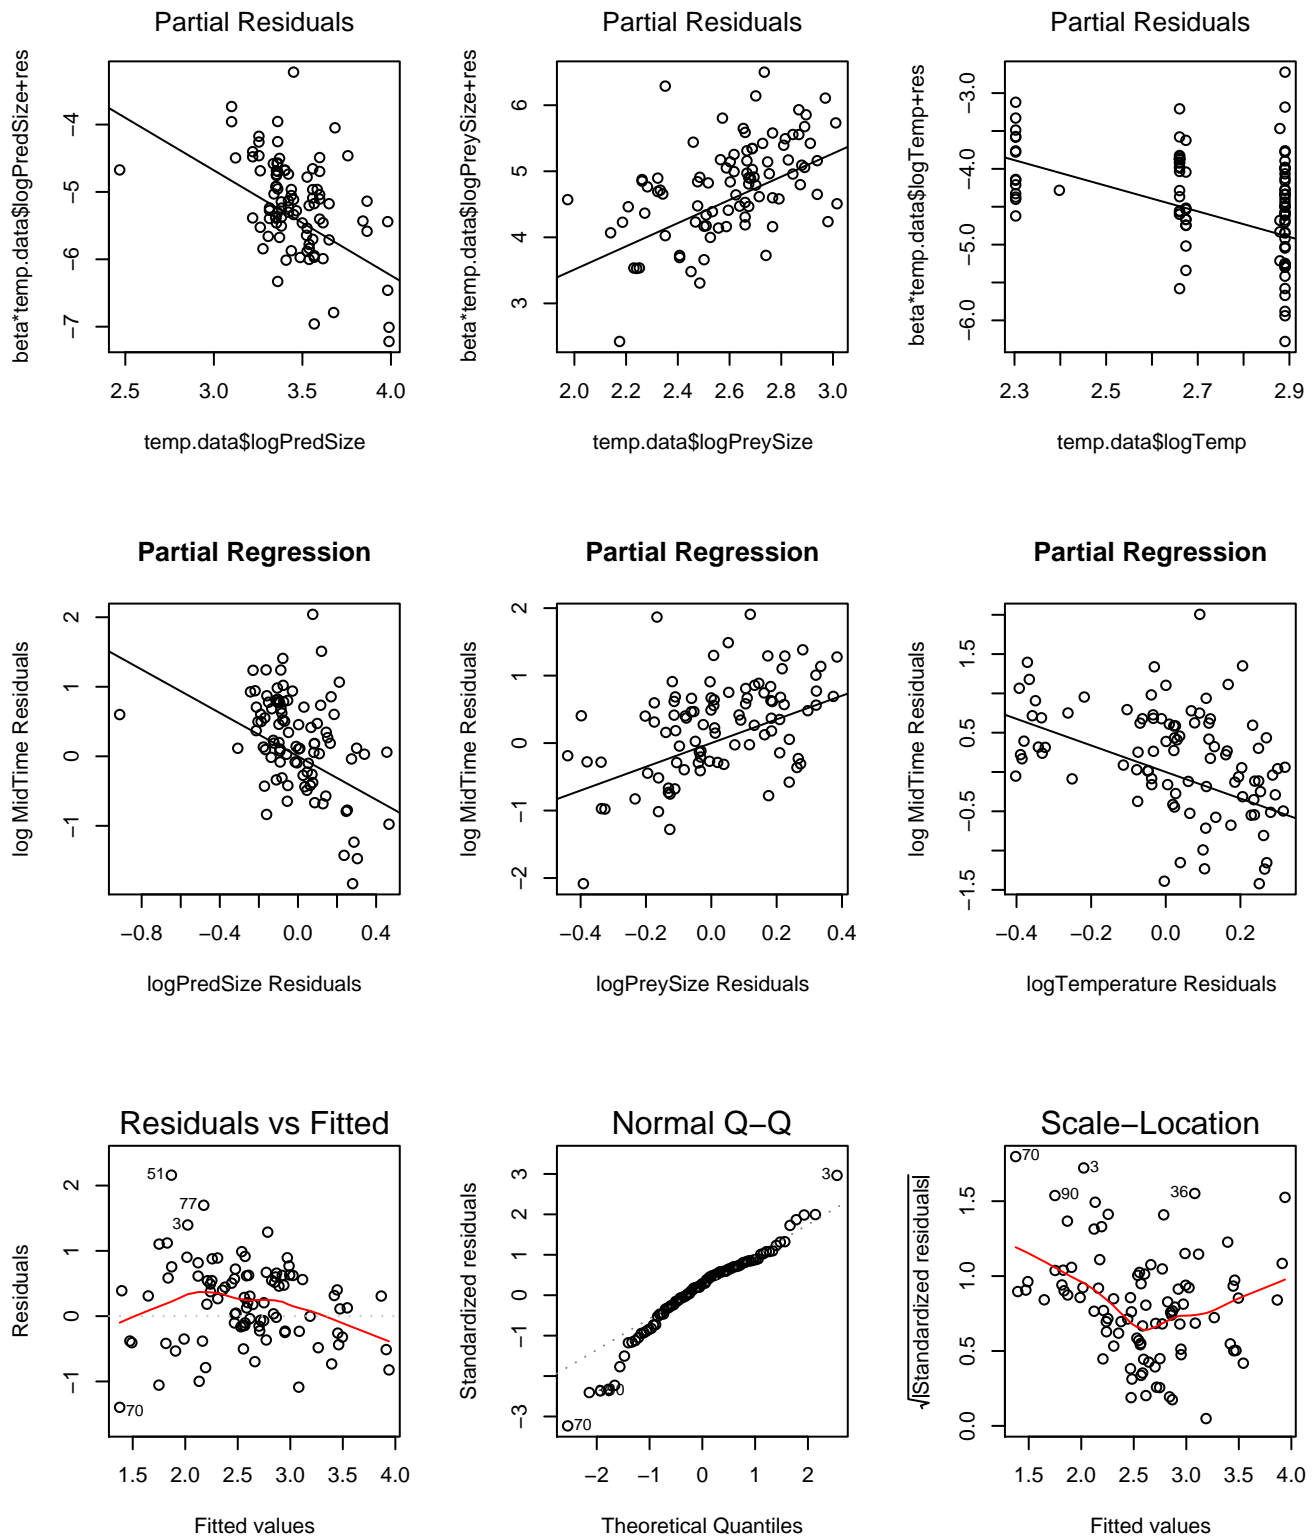 Partial Residuals
beta*temp.data$logPredSize+res
−4
−5
−6
−7
2.5 3.0 3.5 4.0
temp.data$logPredSize
Partial Residuals
beta*temp.data$logPreySize+res
6
5
4
3
2.0 2.2 2.4 2.6 2.8 3.0
temp.data$logPreySize
Partial Residuals
beta*temp.data$logTemp+res
−3.0
−4.0
−5.0
−6.0
2.3 2.5 2.7 2.9
temp.data$logTemp
Partial Regression
log MidTime Residuals
2
1
0
−1
−0.8 −0.4 0.0 0.4
logPredSize Residuals
Partial Regression
log MidTime Residuals
2
1
0
−1
−2
−0.4 −0.2 0.0 0.2 0.4
logPreySize Residuals
Partial Regression
log MidTime Residuals
1.5
0.5
−0.5
−1.5
−0.4 −0.2 0.0 0.2
logTemperature Residuals
Residuals vs Fitted
Residuals
2
1
0
−1
51
77
3
70
1.5 2.0 2.5 3.0 3.5 4.0
Fitted values
Normal Q−Q
Standardized residuals
3
2
1
0
−1
−3
3
70
−2 −1 0 1 2
Theoretical Quantiles
Scale−Location
√|Standardized residuals|
1.5
1.0
0.5
0.0
70
3
90
36
1.5 2.0 2.5 3.0 3.5 4.0
Fitted values